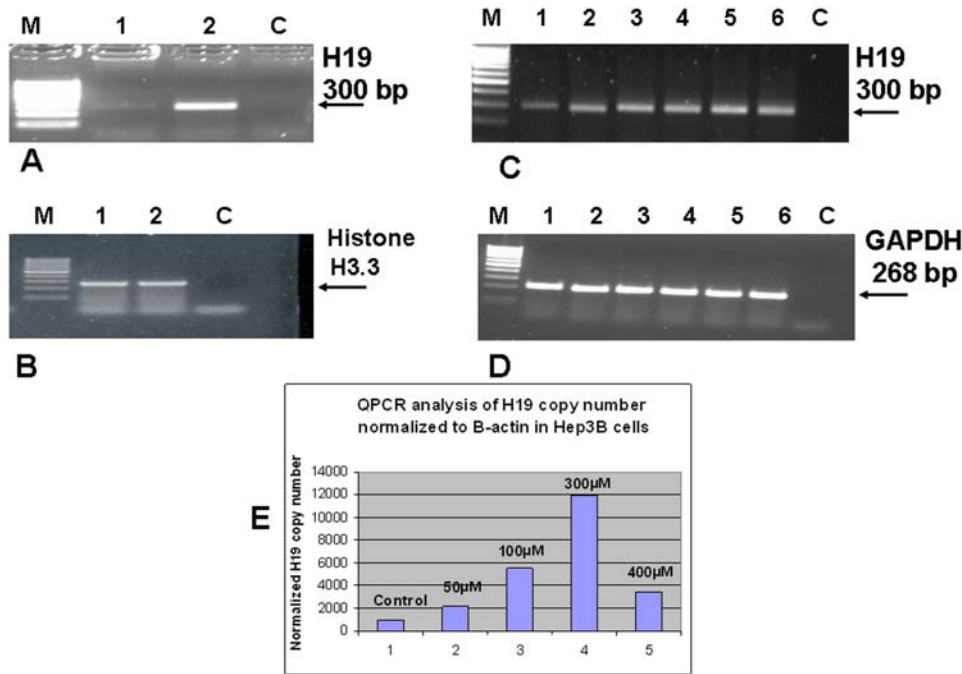 M 1 2 C
H19
300 bp
A
M 1 2 3 4 5 6 C
H19
300 bp
C
M 1 2 C
Histone
H3.3
B
M 1 2 3 4 5 6 C
GAPDH
268 bp
D
E
QPCR analysis of H19 copy number
normalized to B-actin in Hep3B cells
Normalized H19 copy number
14000
12000
10000
8000
6000
4000
2000
0
Control
50µM
100µM
300µM
400µM
1 2 3 4 5